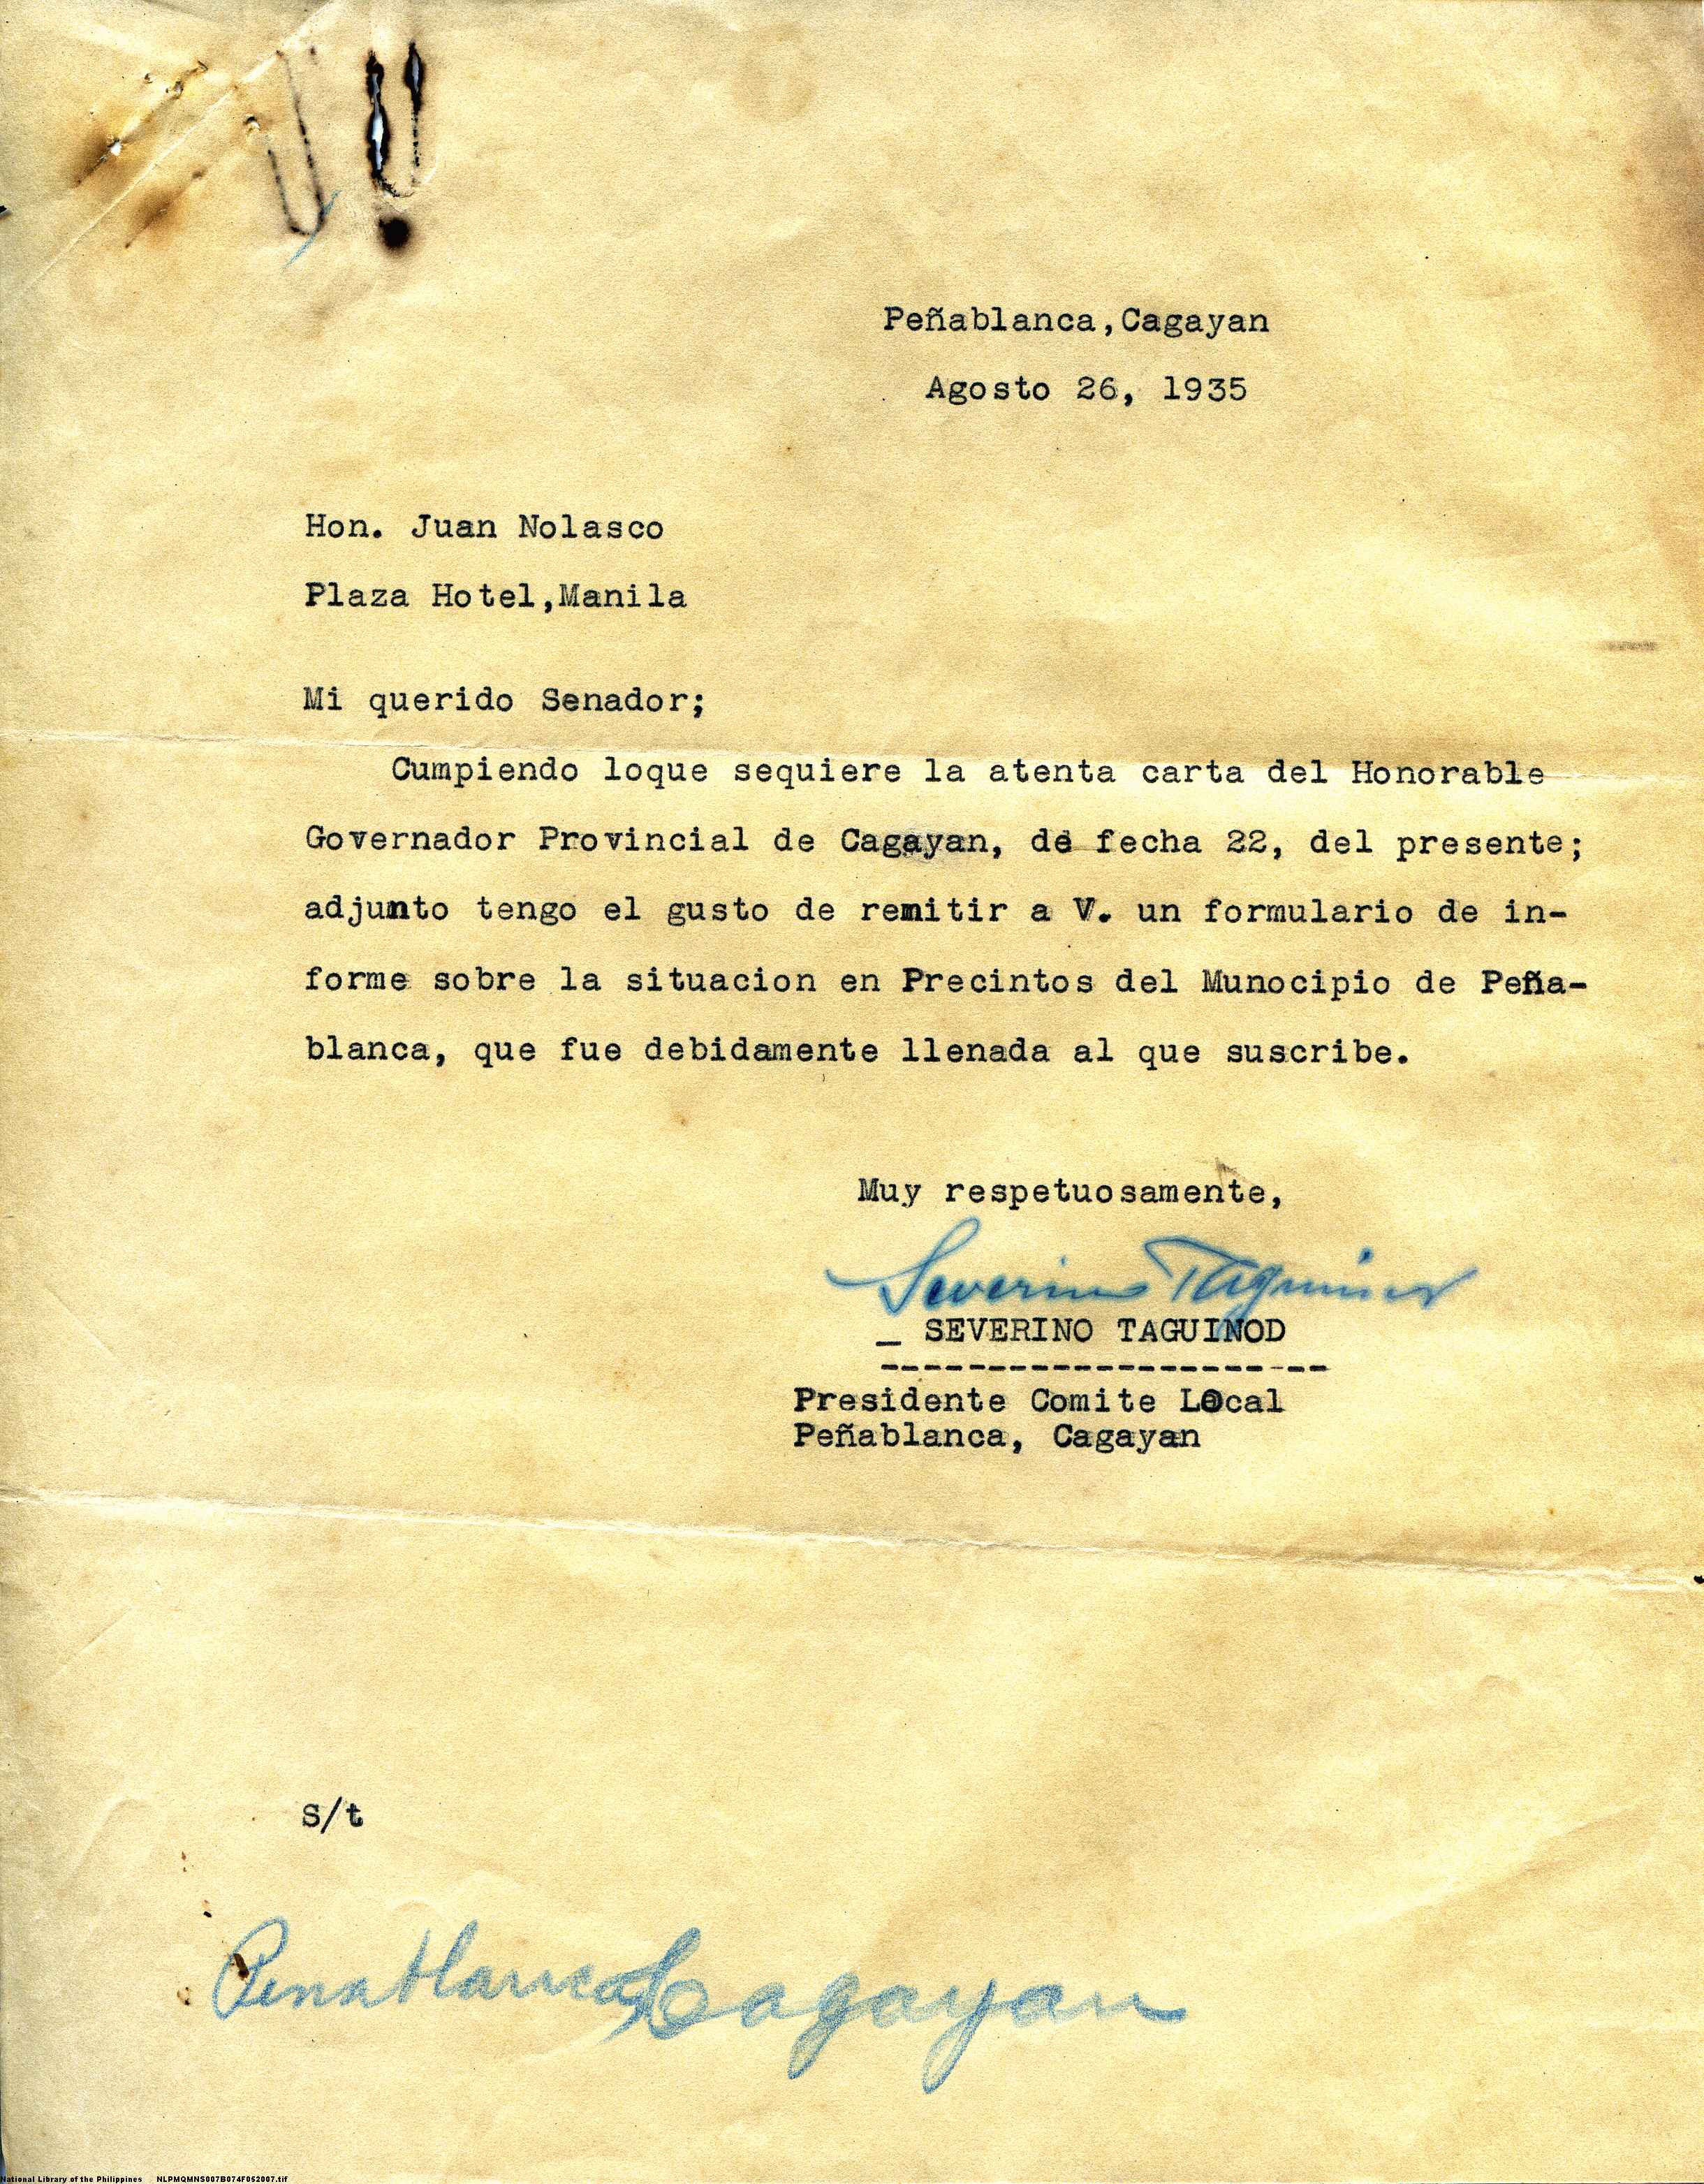 Peñablanca,Cagayan
Agosto 26, 1935
Hon. Juan Nolasco
Plaza Hotel,Manila
Mi querido Senador;
Cumpiendo loque sequiere la atenta carta del Honorable
Governador Provincial de Cagayan, de fecha 22, del presente;
adjunto tengo el gusto de remitir a V. un formulario de in-
forme sobre la situacion en Precintos del Munocipio de Peña-
blanca, que fue debidamente llenada al que suscribe.
Muy respetuosamente,
Severino Taguinod
_ SEVERINO TAGUINOD
---------------------
Presidente Comite Local
Peñablanca, Cagayan
S/t
Penablanca, Cagayan
National Library of the Philippines NLPMQMNS007B074F052007.tif